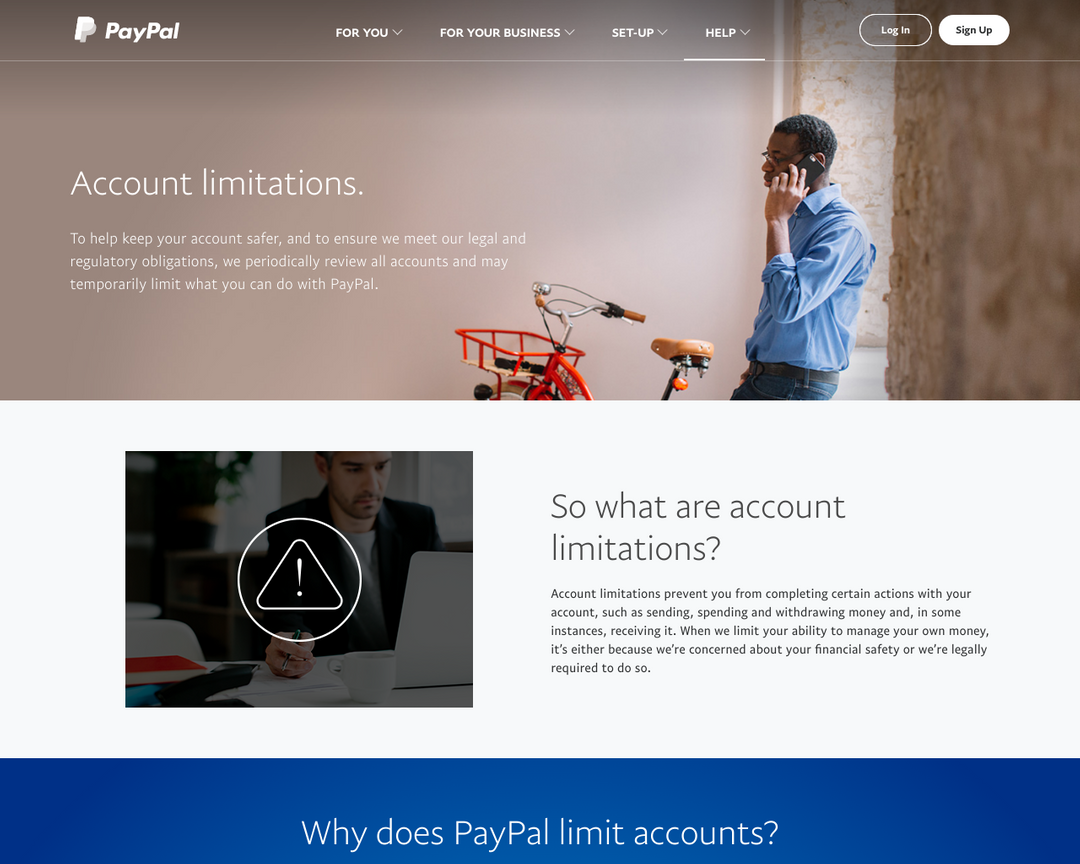 PayPal
FOR YOU
FOR YOUR BUSINESS
SET-UP
HELP
Log In
Sign Up
Account limitations.
To help keep your account safer, and to ensure we meet our legal and
regulatory obligations, we periodically review all accounts and may
temporarily limit what you can do with PayPal.
So what are account
limitations?
Account limitations prevent you from completing certain actions with your
account, such as sending, spending and withdrawing money and, in some
instances, receiving it. When we limit your ability to manage your own money,
it’s either because we’re concerned about your financial safety or we’re legally
required to do so.
Why does PayPal limit accounts?